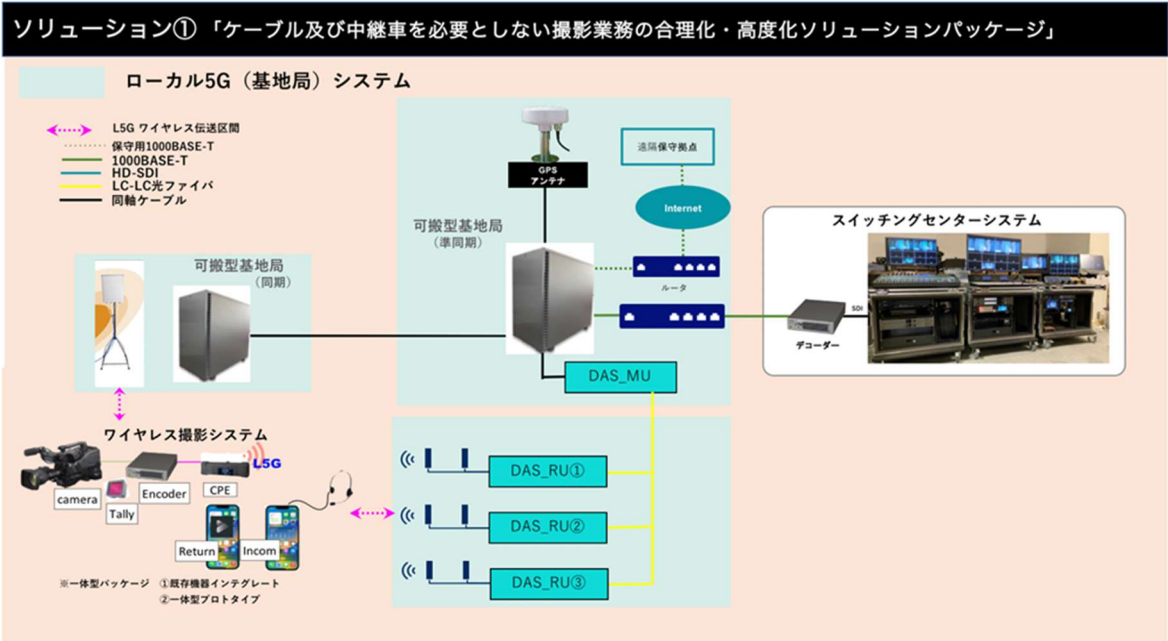 ソリューション① 「ケーブル及び中継車を必要としない撮影業務の合理化・高度化ソリューションパッケージ」
ローカル5G（基地局）システム
L5G ワイヤレス伝送区間
保守用1000BASE-T
1000BASE-T
HD-SDI
LC-LC光ファイバ
同軸ケーブル
GPS
アンテナ
遠隔保守拠点
Internet
可搬型基地局
（準同期）
ルータ
可搬型基地局
（同期）
スイッチングセンターシステム
SDI
デコーダー
DAS_MU
ワイヤレス撮影システム
L5G
camera
Tally
Encoder
CPE
Return
Incom
DAS_RU①
DAS_RU②
DAS_RU③
※一体型パッケージ ①既存機器インテグレート
②一体型プロトタイプ